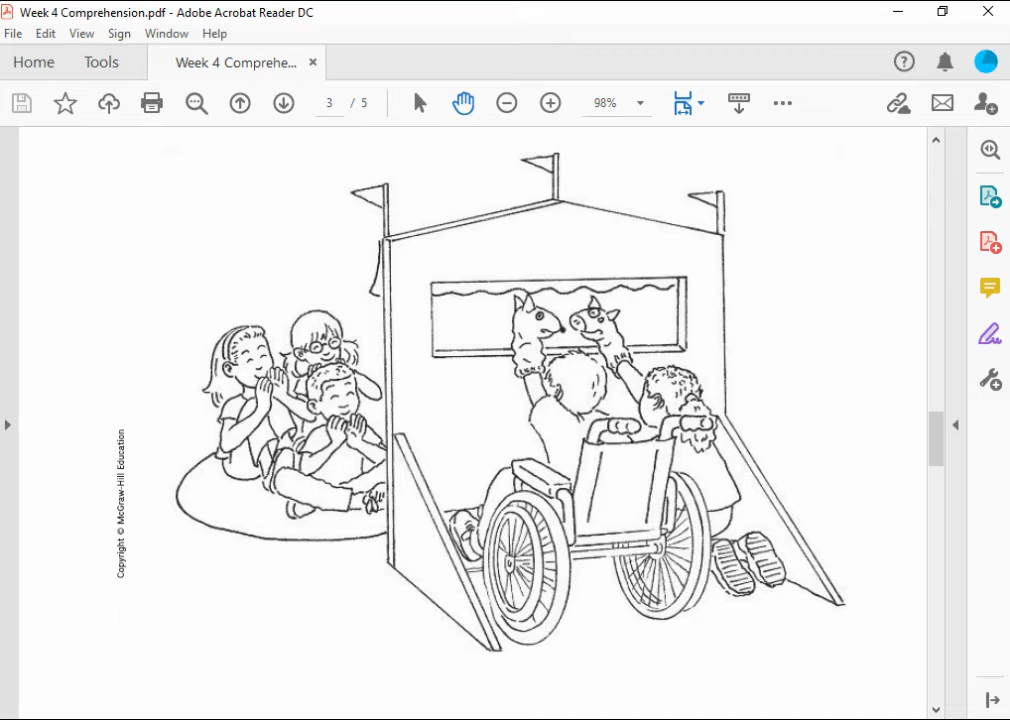 Week 4 Comprehension.pdf - Adobe Acrobat Reader DC
File Edit View Sign Window Help
Home Tools Week 4 Comprehe...
3 / 5 98%
Copyright © McGraw-Hill Education